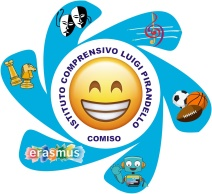 ISTITUTO COMPRENSIVO LUIGI PIRANDELLO
COMISO
erasmus